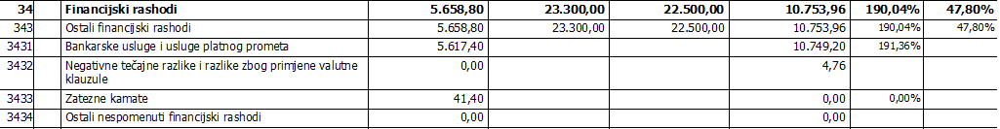 34 Financijski rashodi 5.658,80 23.300,00 22.500,00 10.753,96 190,04% 47,80%
343 Ostali financijski rashodi 5.658,80 23.300,00 22.500,00 10.753,96 190,04% 47,80%
3431 Bankarske usluge i usluge platnog prometa 5.617,40 10.749,20 191,36%
3432 Negativne tečajne razlike i razlike zbog primjene valutne 0,00 4,76
klauzule
3433 Zatezne kamate 41,40 0,00 0,00%
3434 Ostali nespomenuti financijski rashodi 0,00 0,00